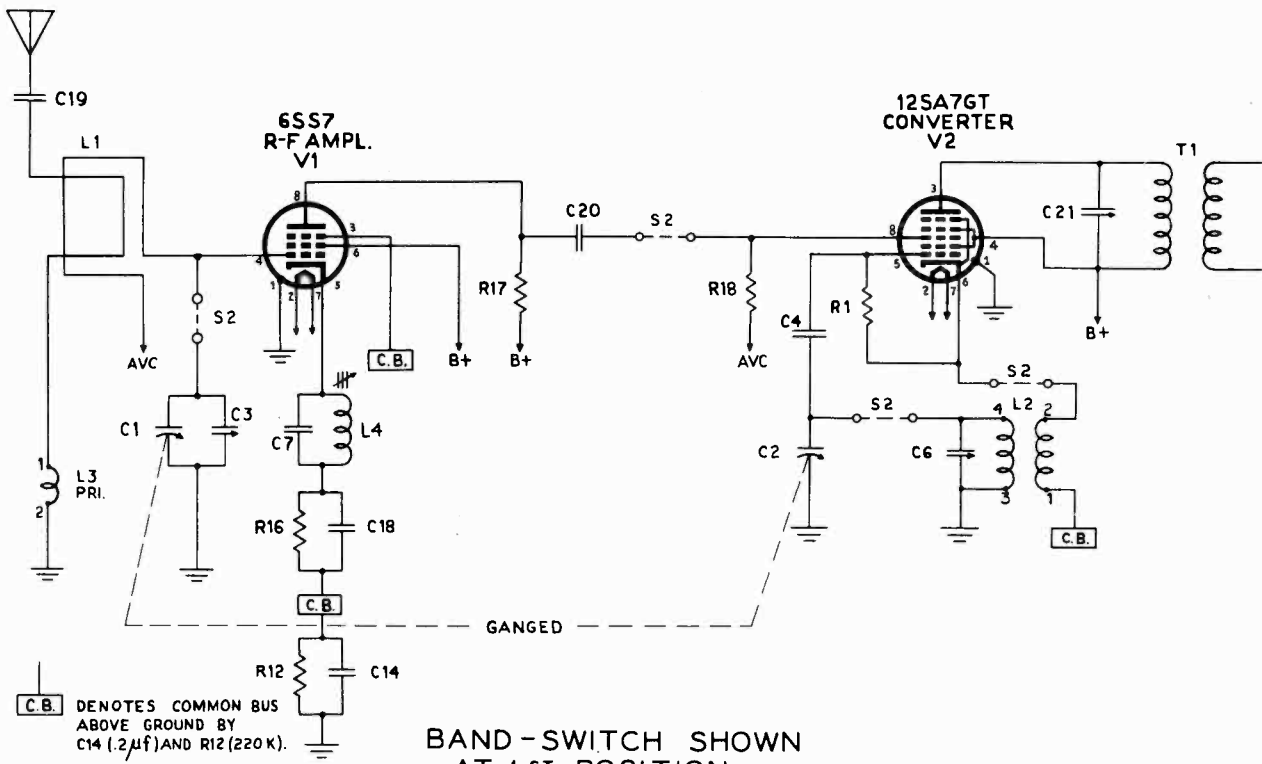 C19
L1
6SS7
R-F AMPL.
V1
12SA7GT
CONVERTER
V2
T1
8
3
6
4
1
2
7
5
C20
S2
R17
R18
B+
B+
AVC
C.B.
3
8
5
4
1
2
7
6
C21
B+
C4
R1
S2
AVC
S2
C1
C3
C7
L4
S2
L2
C2
C6
4
2
3
1
C.B.
1
L3
PRI.
2
R16
C18
C.B.
GANGED
R12
C14
C.B. DENOTES COMMON BUS
ABOVE GROUND BY
C14 (.2µf) AND R12 (220K).
BAND-SWITCH SHOWN
AT 1ST POSITION